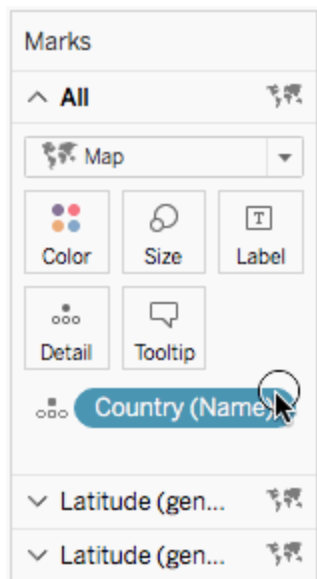 Marks
All
Map
Color Size Label
T
Detail Tooltip
Country (Name)
Latitude (gen...
Latitude (gen...